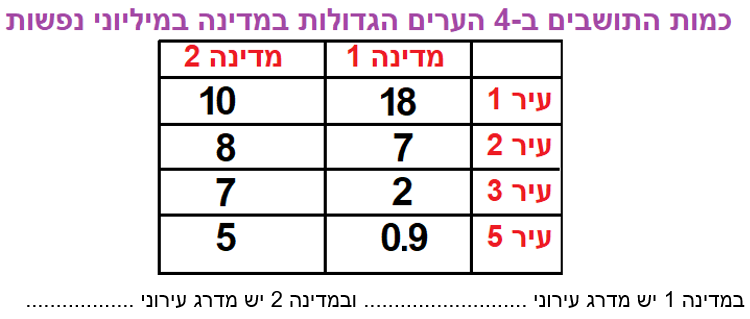 כמות התושבים ב-4 הערים הגדולות במדינה במיליוני נפשות
מדינה 1 מדינה 2
עיר 1 18 10
עיר 2 7 8
עיר 3 2 7
עיר 5 0.9 5
במדינה 1 יש מדרג עירוני ........................... ובמדינה 2 יש מדרג עירוני ..................